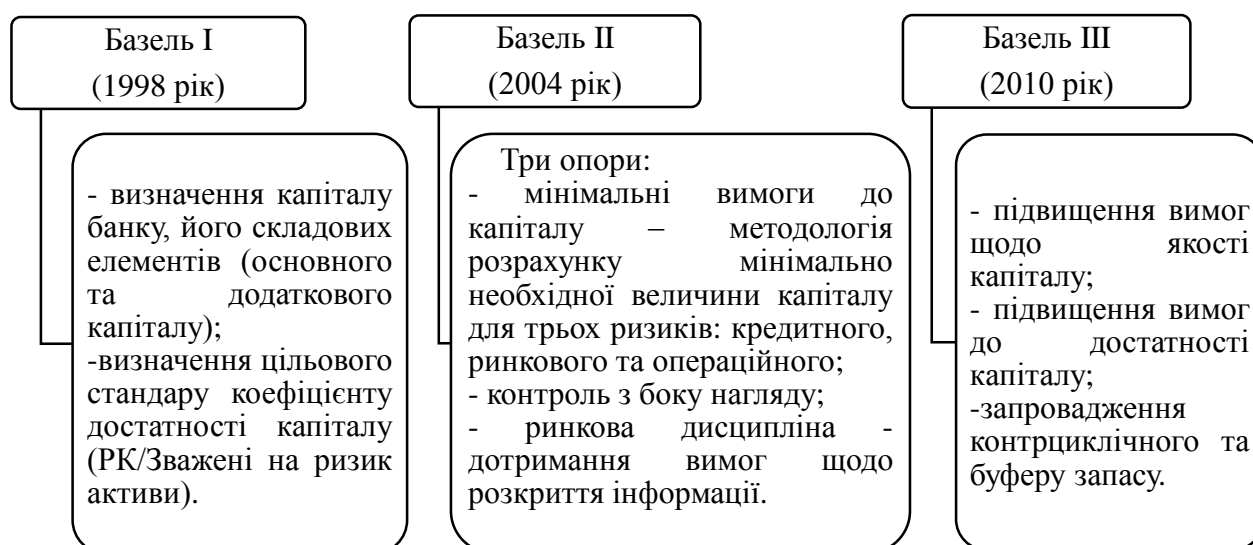 Базель I
(1998 рік)
- визначення капіталу
банку, його складових
елементів (основного
та додаткового
капіталу);
-визначення цільового
стандарту коефіцієнту
достатності капіталу
(РК/Зважені на ризик
активи).
Базель II
(2004 рік)
Три опори:
- мінімальні вимоги до
капіталу – методологія
розрахунку мінімально
необхідної величини капіталу
для трьох ризиків: кредитного,
ринкового та операційного;
- контроль з боку нагляду;
- ринкова дисципліна -
дотримання вимог щодо
розкриття інформації.
Базель III
(2010 рік)
- підвищення вимог
щодо якості
капіталу;
- підвищення вимог
до достатності
капіталу;
-запровадження
контрциклічного та
буферу запасу.